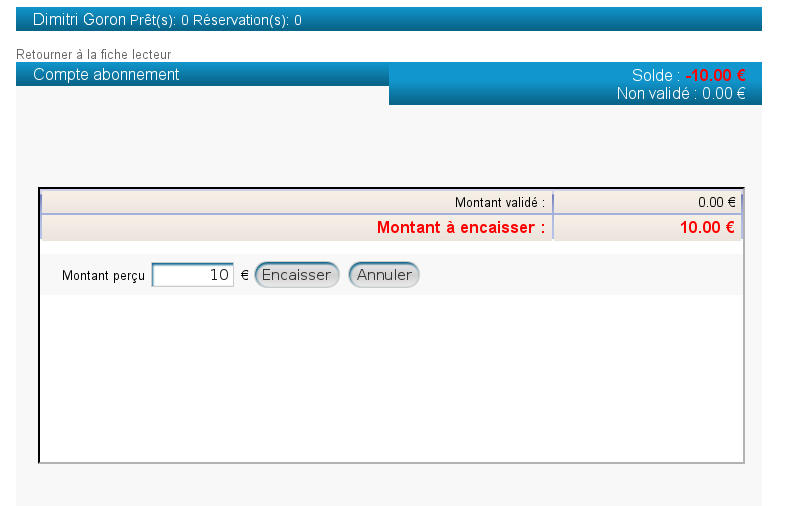 Dimitri Goron Prêt(s): 0 Réservation(s): 0
Retourner à la fiche lecteur
Compte abonnement
Solde : -10.00 €
Non validé : 0.00 €
Montant validé : 0.00 €
Montant à encaisser : 10.00 €
Montant perçu 10 € Encaisser Annuler